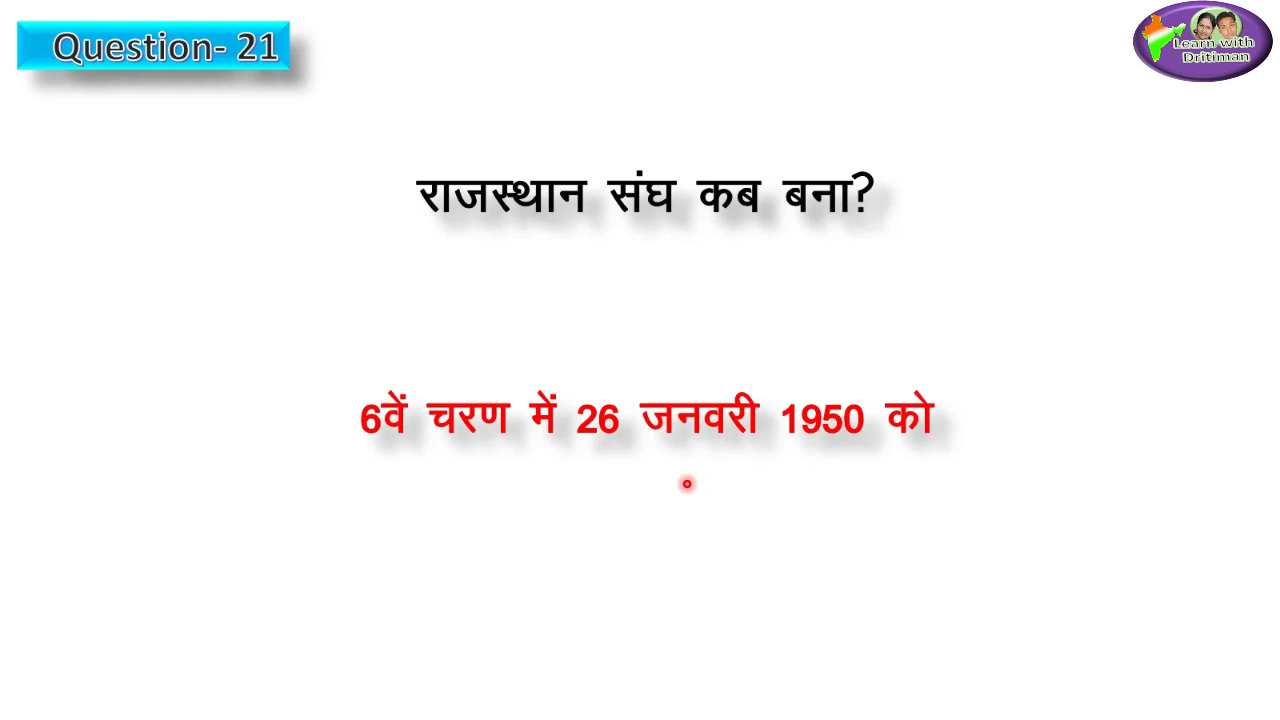 Question- 21
Learn with
Dritiman
राजस्थान संघ कब बना?
6वें चरण में 26 जनवरी 1950 को